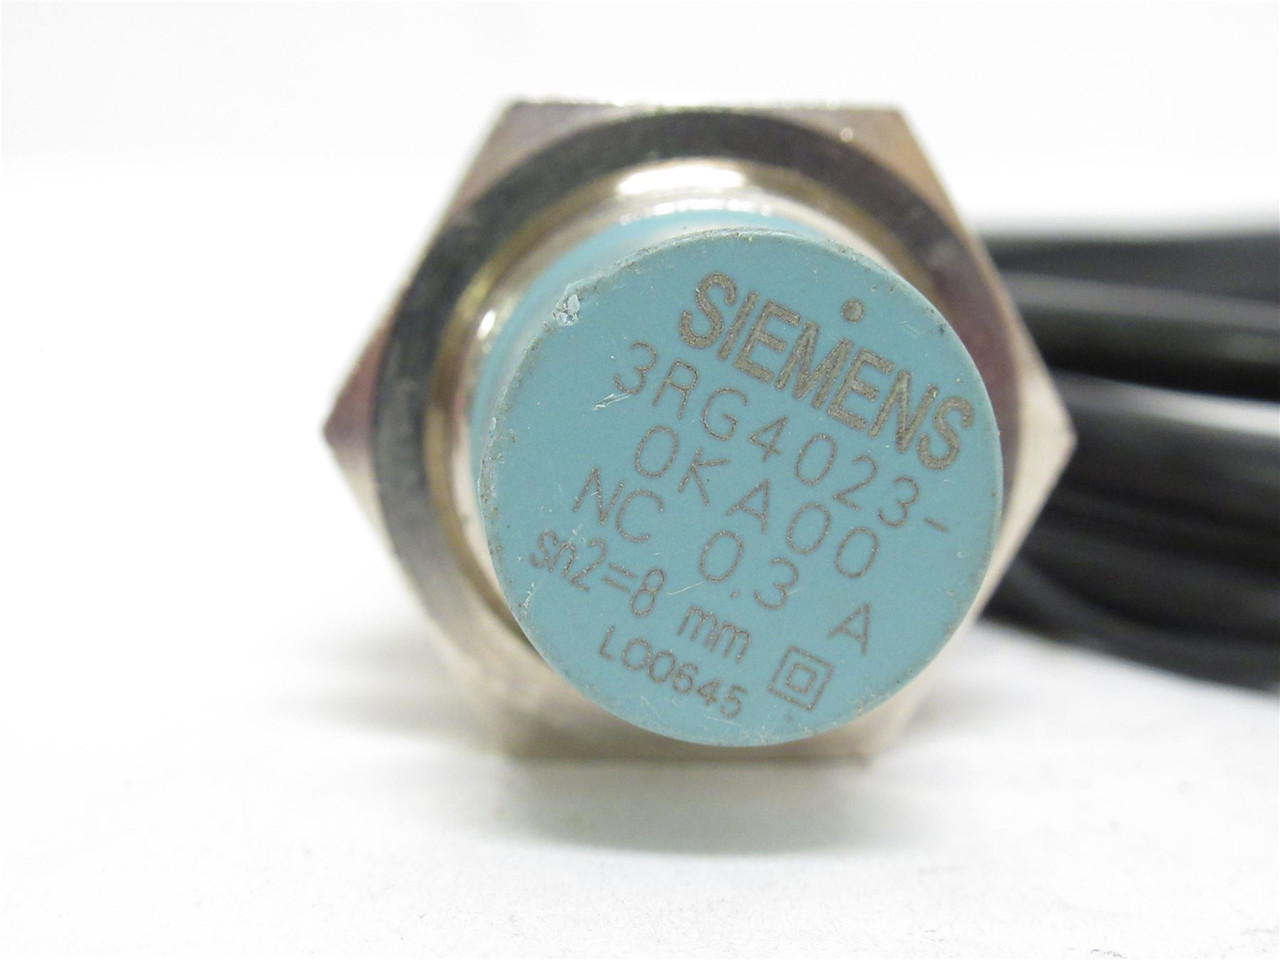 SIEMENS
3RG4023-
0KA00
NC 0.3 A
sn2=8 mm
L00645